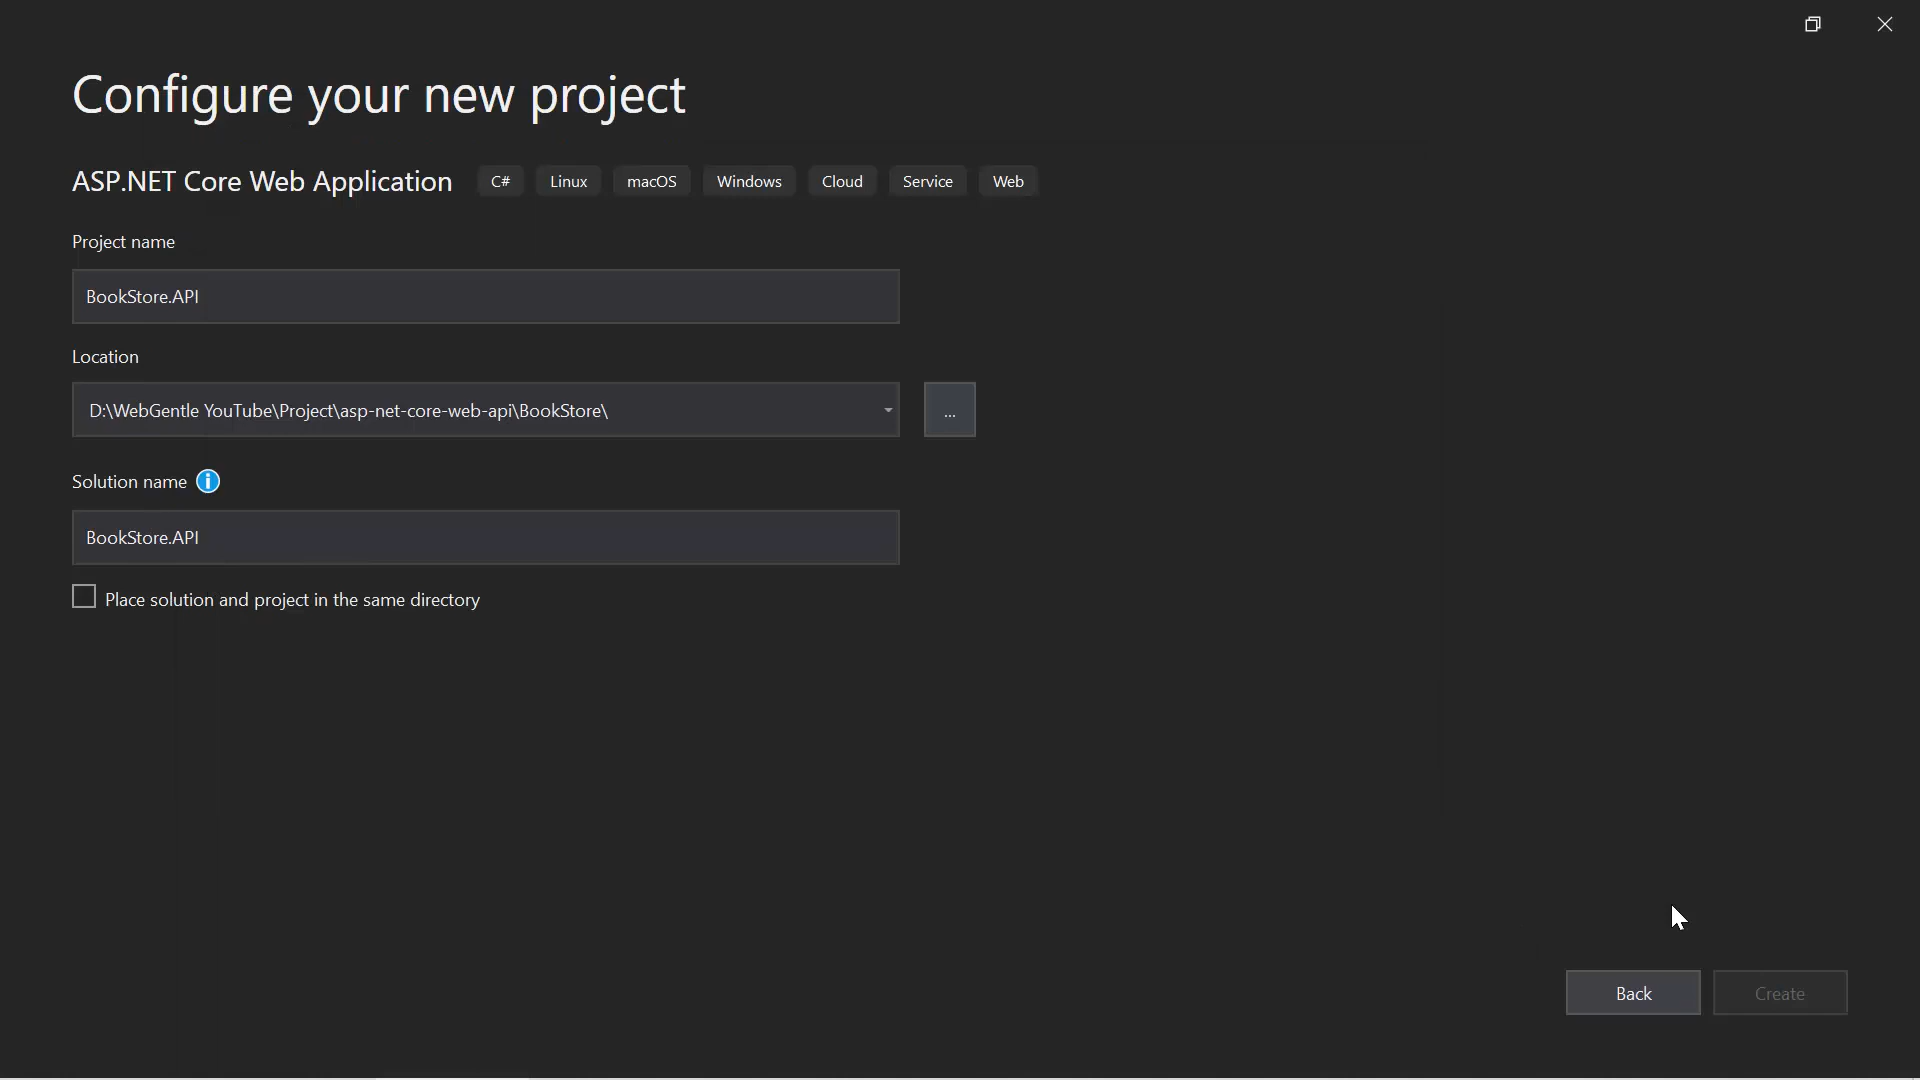 Configure your new project
ASP.NET Core Web Application C# Linux macOS Windows Cloud Service Web
Project name
BookStore.API
Location
D:\WebGentle YouTube\Project\asp-net-core-web-api\BookStore\
...
Solution name
BookStore.API
Place solution and project in the same directory
Back Create